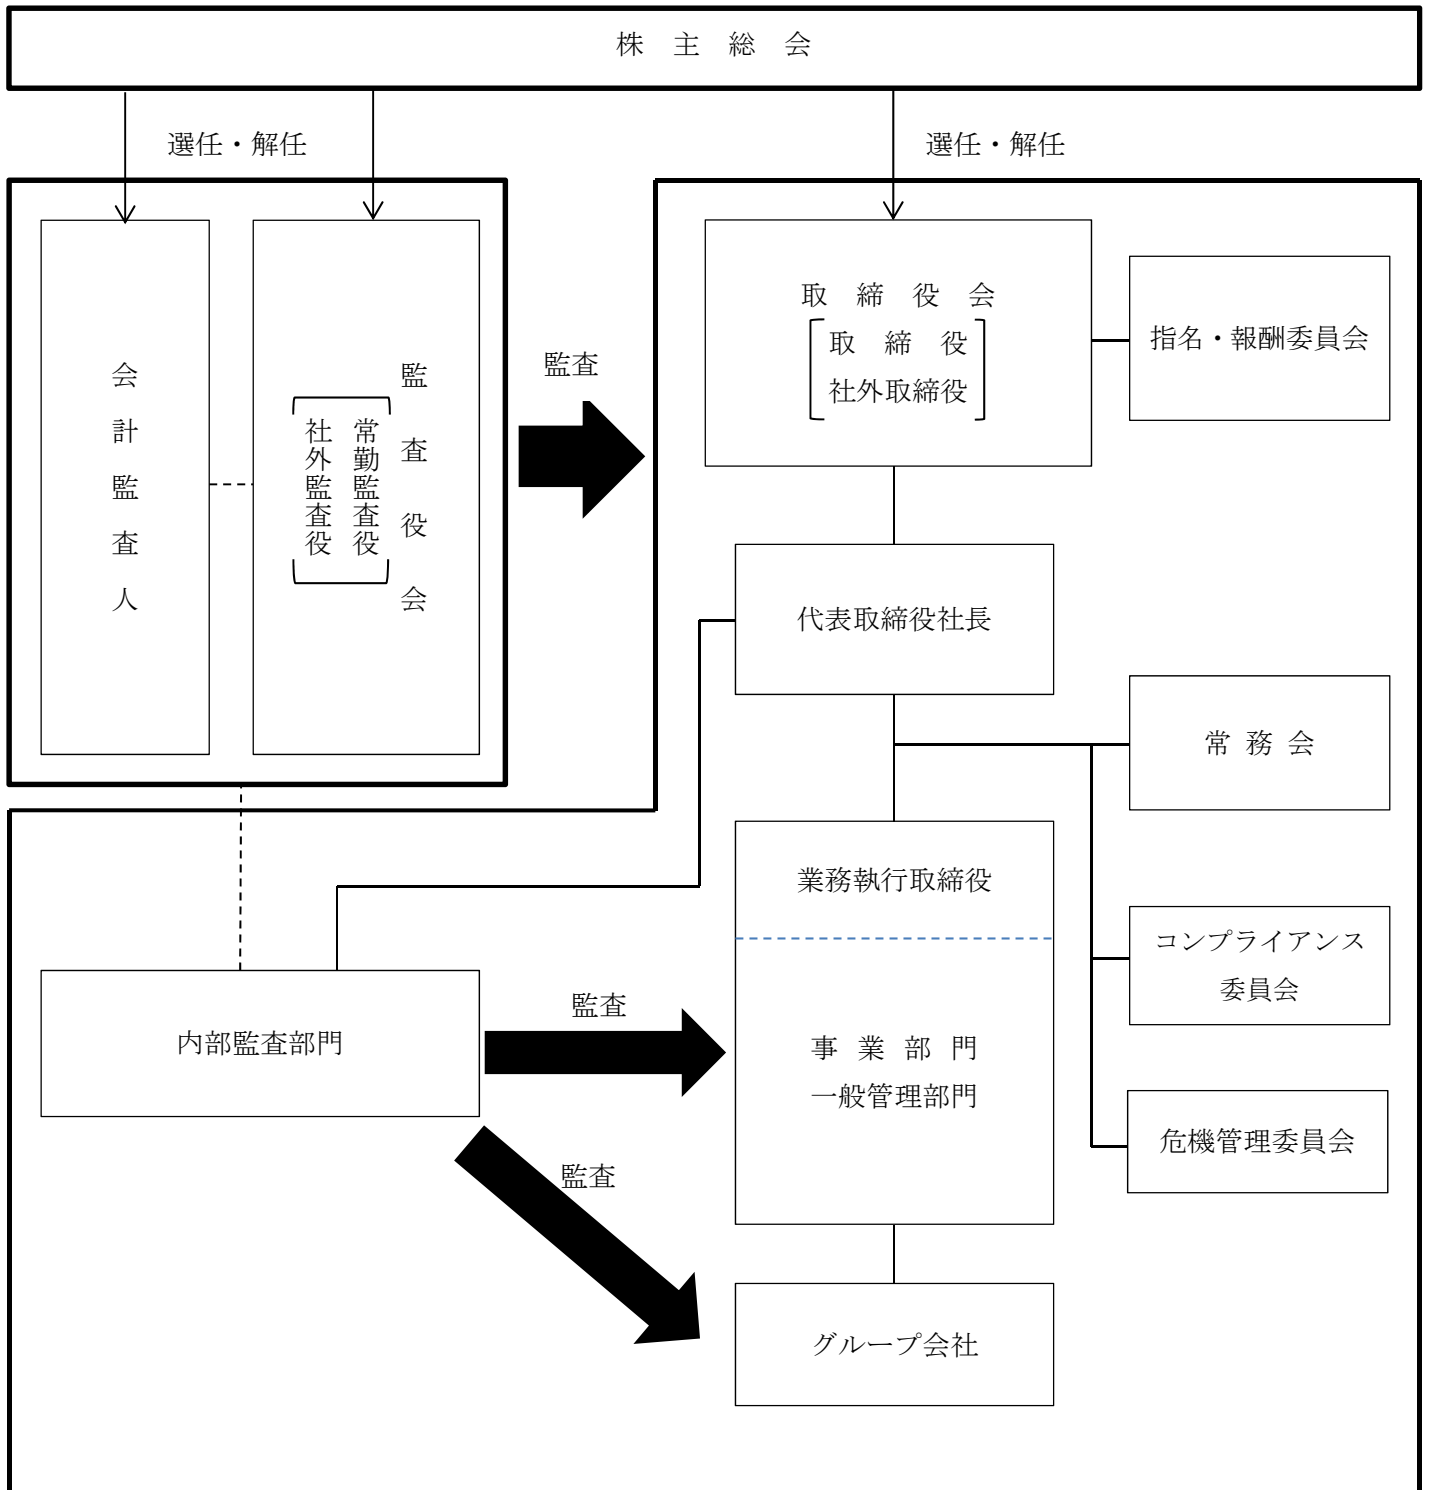 株 主 総 会
選任・解任
選任・解任
会計監査人
監査役会
常勤監査役
社外監査役
監査
取 締 役 会
取 締 役
社外取締役
指名・報酬委員会
代表取締役社長
常 務 会
業務執行取締役
コンプライアンス
委員会
内部監査部門
監査
事 業 部 門
一般管理部門
危機管理委員会
監査
グループ会社